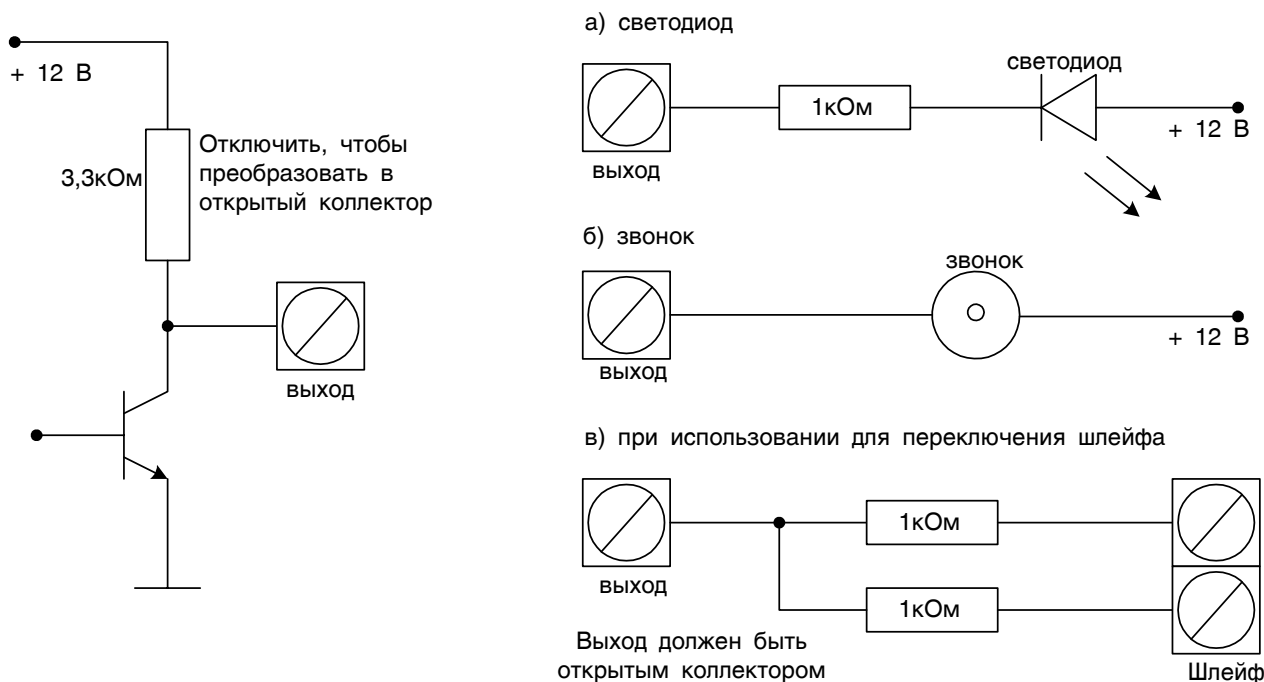 + 12 В
3,3кОм
Отключить, чтобы
преобразовать в
открытый коллектор
выход
а) светодиод
светодиод
1кОм
+ 12 В
выход
б) звонок
звонок
+ 12 В
выход
в) при использовании для переключения шлейфа
1кОм
выход
1кОм
Выход должен быть
открытым коллектором
Шлейф